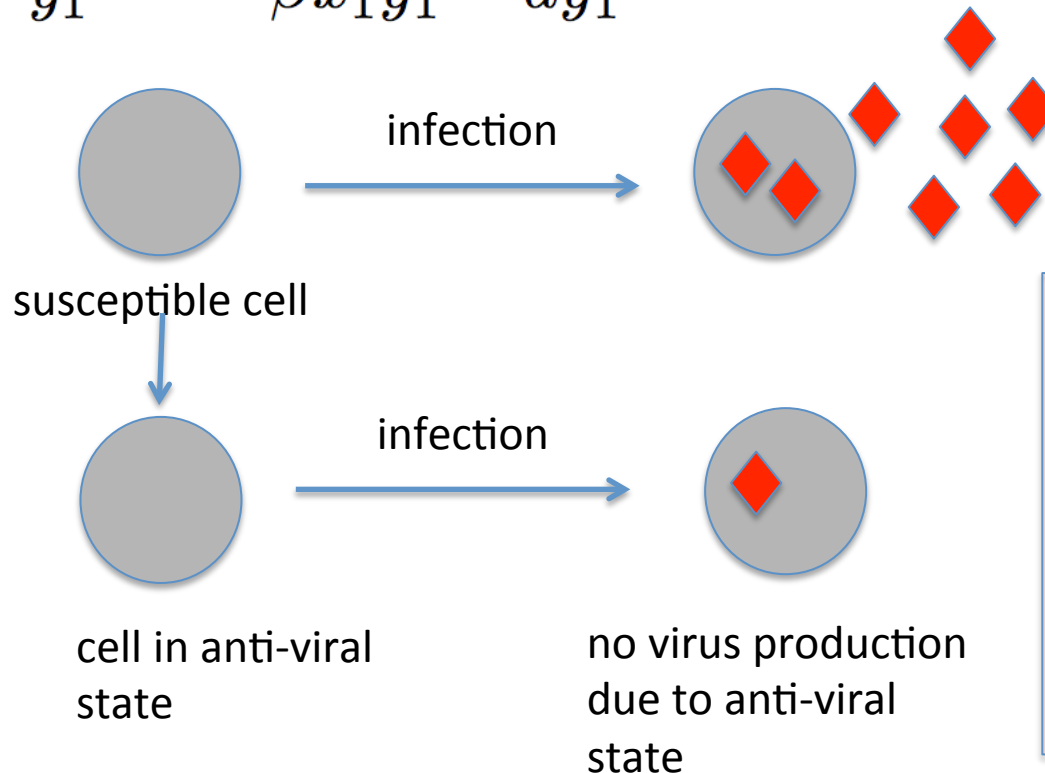 infection
susceptible cell
infection
cell in anti-viral
state
no virus production
due to anti-viral
state